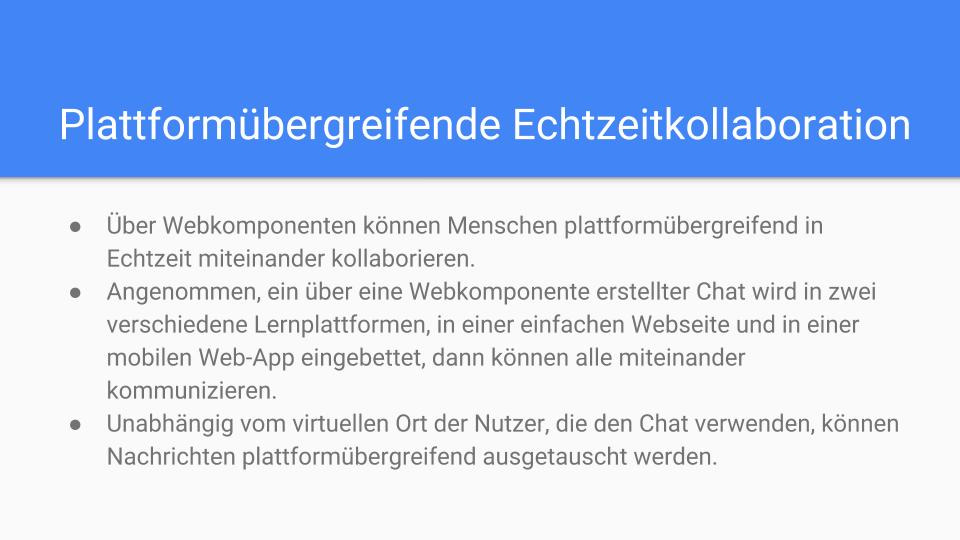 Plattformübergreifende Echtzeitkollaboration
● Über Webkomponenten können Menschen plattformübergreifend in
Echtzeit miteinander kollaborieren.
● Angenommen, ein über eine Webkomponente erstellter Chat wird in zwei
verschiedene Lernplattformen, in einer einfachen Webseite und in einer
mobilen Web-App eingebettet, dann können alle miteinander
kommunizieren.
● Unabhängig vom virtuellen Ort der Nutzer, die den Chat verwenden, können
Nachrichten plattformübergreifend ausgetauscht werden.